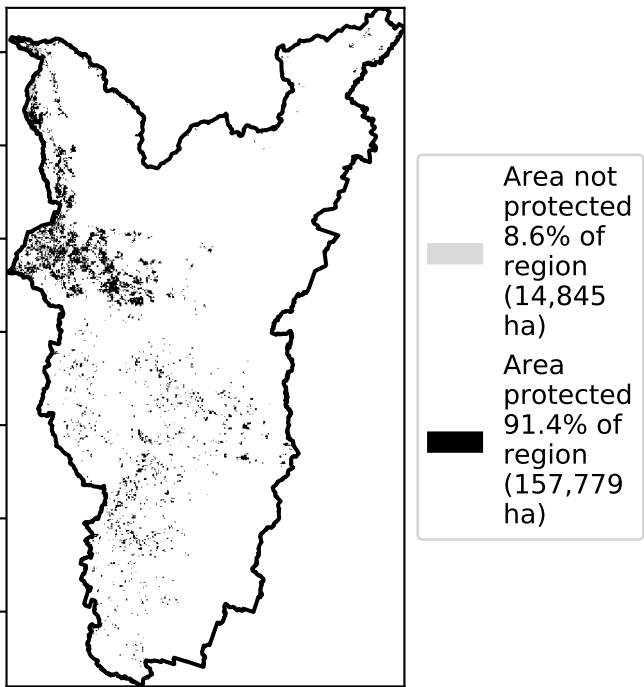 Area not
protected
8.6% of
region
(14,845
ha)
Area
protected
91.4% of
region
(157,779
ha)